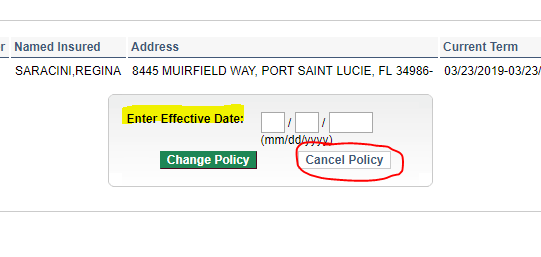 r Named Insured Address Current Term
SARACINI,REGINA 8445 MUIRFIELD WAY, PORT SAINT LUCIE, FL 34986- 03/23/2019-03/23/
Enter Effective Date: / /
(mm/dd/yyyy)
Change Policy Cancel Policy